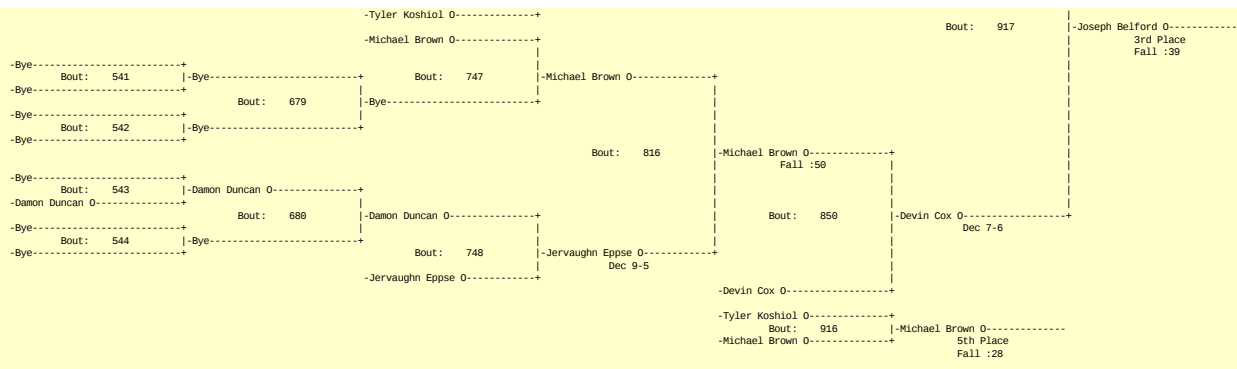 -Tyler Koshiol O-------------+ |
Bout: 917 |-Joseph Belford O------------
-Michael Brown O-------------+ | 3rd Place
| | Fall :39
-Bye--------------------------+ | |
Bout: 541 |-Bye--------------------------+ Bout: 747 |-Michael Brown O-------------+ |
-Bye--------------------------+ | | | |
Bout: 679 |-Bye--------------------------+ | |
-Bye--------------------------+ | | |
Bout: 542 |-Bye--------------------------+ | |
-Bye--------------------------+ | |
Bout: 816 |-Michael Brown O-------------+ |
| Fall :50 | |
-Bye--------------------------+ | | |
Bout: 543 |-Damon Duncan O--------------+ | | |
-Damon Duncan O--------------+ | | | |
Bout: 680 |-Damon Duncan O--------------+ | Bout: 850 |-Devin Cox O-----------------+
-Bye--------------------------+ | | | | Dec 7-6
Bout: 544 |-Bye--------------------------+ | | |
-Bye--------------------------+ Bout: 748 |-Jervaughn Eppse O-----------+ |
| Dec 9-5 |
-Jervaughn Eppse O-----------+ |
-Devin Cox O-----------------+
-Tyler Koshiol O-------------+
Bout: 916 |-Michael Brown O-------------
-Michael Brown O-------------+ 5th Place
Fall :28